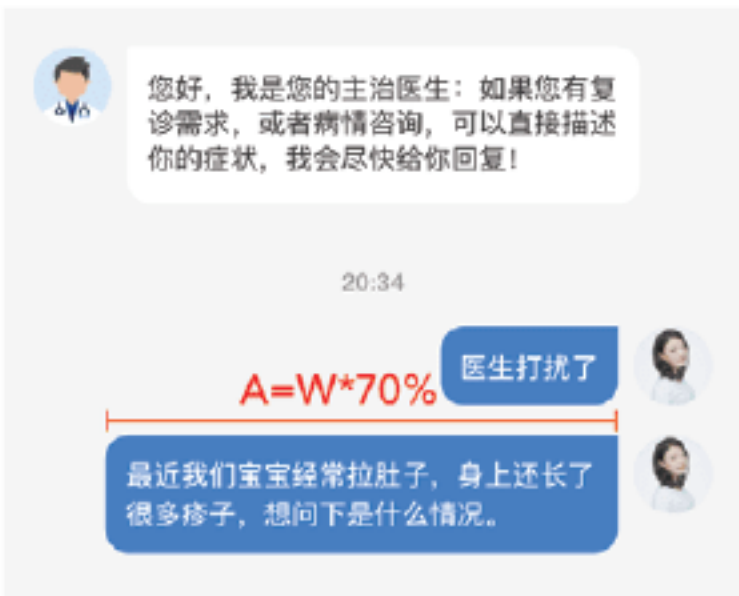 您好，我是您的主治医生：如果您有复
诊需求，或者病情咨询，可以直接描述
你的症状，我会尽快给你回复！
20:34
医生打扰了
A=W*70%
最近我们宝宝经常拉肚子，身上还长了
很多疹子，想问下是什么情况。